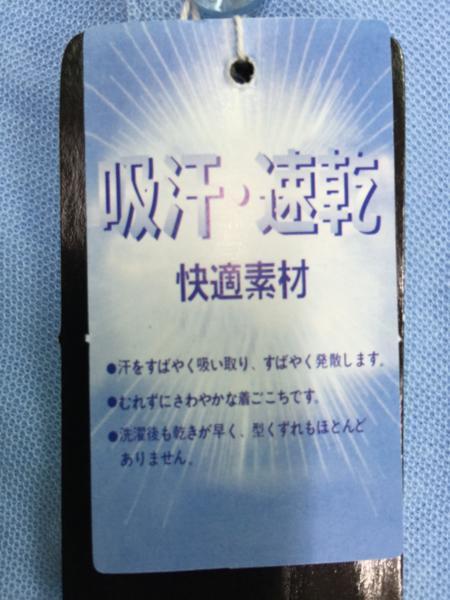 吸汗・速乾
快適素材
●汗をすばやく吸い取り、すばやく発散します。
●むれずにさわやかな着ごこちです。
●洗濯後も乾きが早く、型くずれもほとんど
ありません。